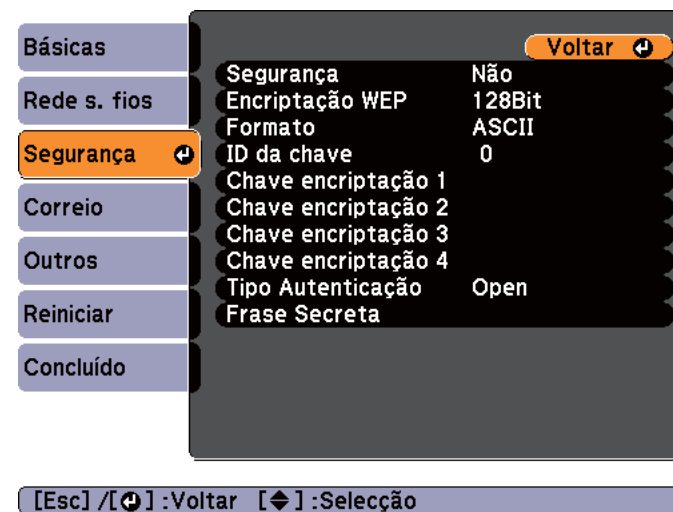 Básicas
Rede s. fios
Segurança
Correio
Outros
Reiniciar
Concluído
Voltar
Segurança Não
Encriptação WEP 128Bit
Formato ASCII
ID da chave 0
Chave encriptação 1
Chave encriptação 2
Chave encriptação 3
Chave encriptação 4
Tipo Autenticação Open
Frase Secreta
[Esc] /[ ] :Voltar [ ] :Selecção